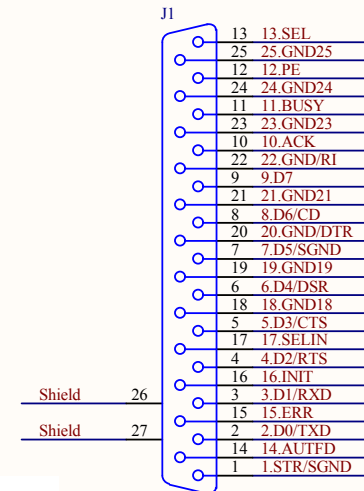 J1
13 13.SEL
25 25.GND25
12 12.PE
24 24.GND24
11 11.BUSY
23 23.GND23
10 10.ACK
22 22.GND/RI
9 9.D7
21 21.GND21
8 8.D6/CD
20 20.GND/DTR
7 7.D5/SGND
19 19.GND19
6 6.D4/DSR
18 18.GND18
5 5.D3/CTS
17 17.SELIN
4 4.D2/RTS
16 16.INIT
Shield 26
3 3.D1/RXD
15 15.ERR
Shield 27
2 2.D0/TXD
14 14.AUTFD
1 1.STR/SGND